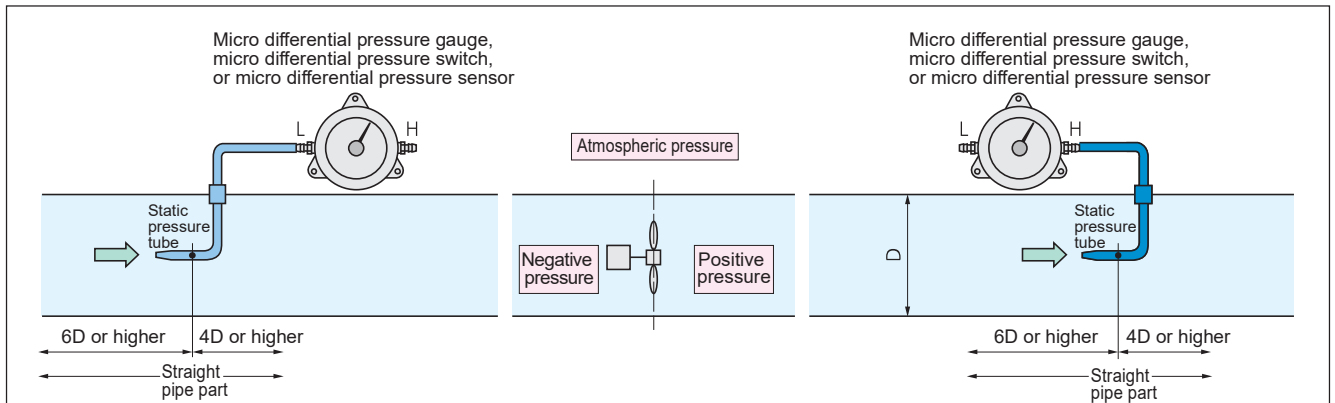 Micro differential pressure gauge,
micro differential pressure switch,
or micro differential pressure sensor
L
H
Static
pressure
tube
6D or higher
4D or higher
Straight
pipe part
Atmospheric pressure
Negative
pressure
Positive
pressure
Micro differential pressure gauge,
micro differential pressure switch,
or micro differential pressure sensor
L
H
D
Static
pressure
tube
6D or higher
4D or higher
Straight
pipe part